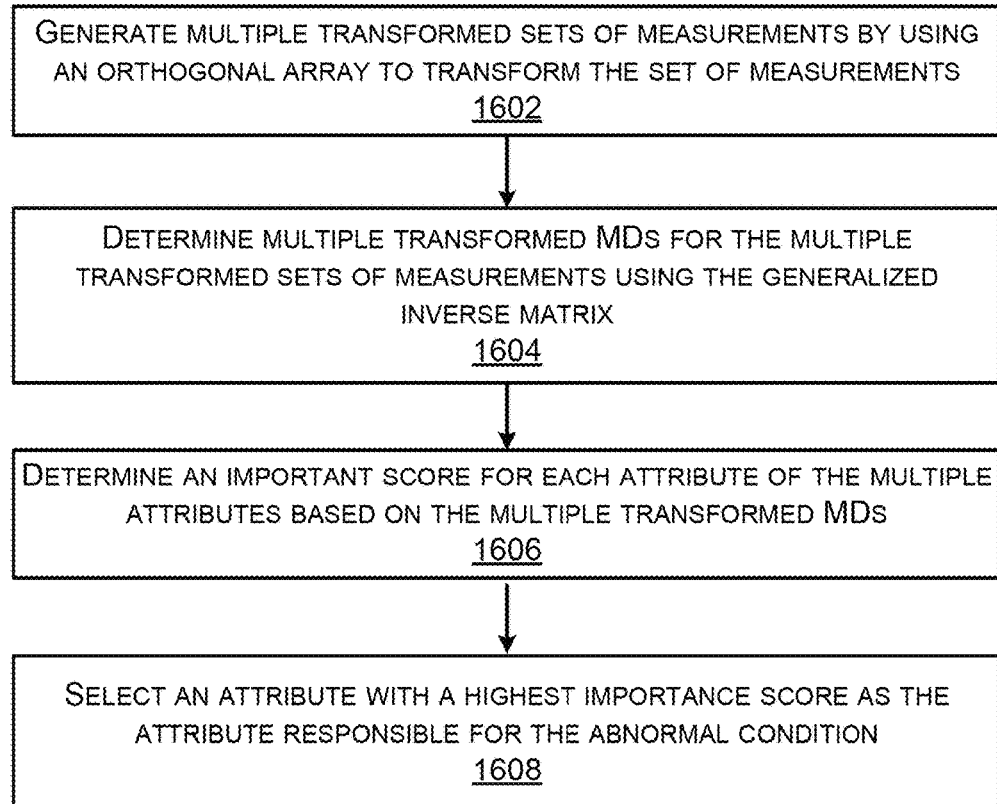 GENERATE MULTIPLE TRANSFORMED SETS OF MEASUREMENTS BY USING
AN ORTHOGONAL ARRAY TO TRANSFORM THE SET OF MEASUREMENTS
1602
DETERMINE MULTIPLE TRANSFORMED MDS FOR THE MULTIPLE
TRANSFORMED SETS OF MEASUREMENTS USING THE GENERALIZED
INVERSE MATRIX
1604
DETERMINE AN IMPORTANT SCORE FOR EACH ATTRIBUTE OF THE MULTIPLE
ATTRIBUTES BASED ON THE MULTIPLE TRANSFORMED MDS
1606
SELECT AN ATTRIBUTE WITH A HIGHEST IMPORTANCE SCORE AS THE
ATTRIBUTE RESPONSIBLE FOR THE ABNORMAL CONDITION
1608